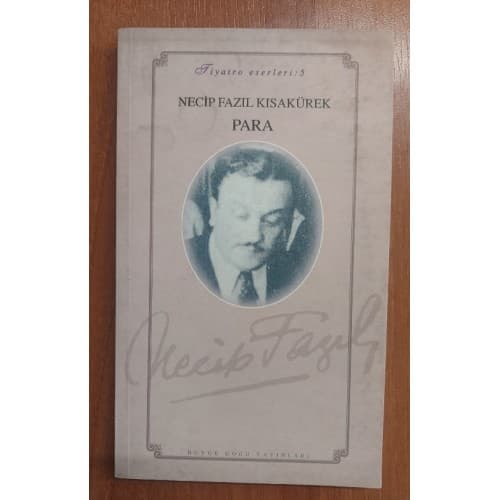 Tiyatro eserleri: 5
NECİP FAZIL KISAKÜREK
PARA
Necip Fazıl
BÜYÜK DOĞU YAYINLARI